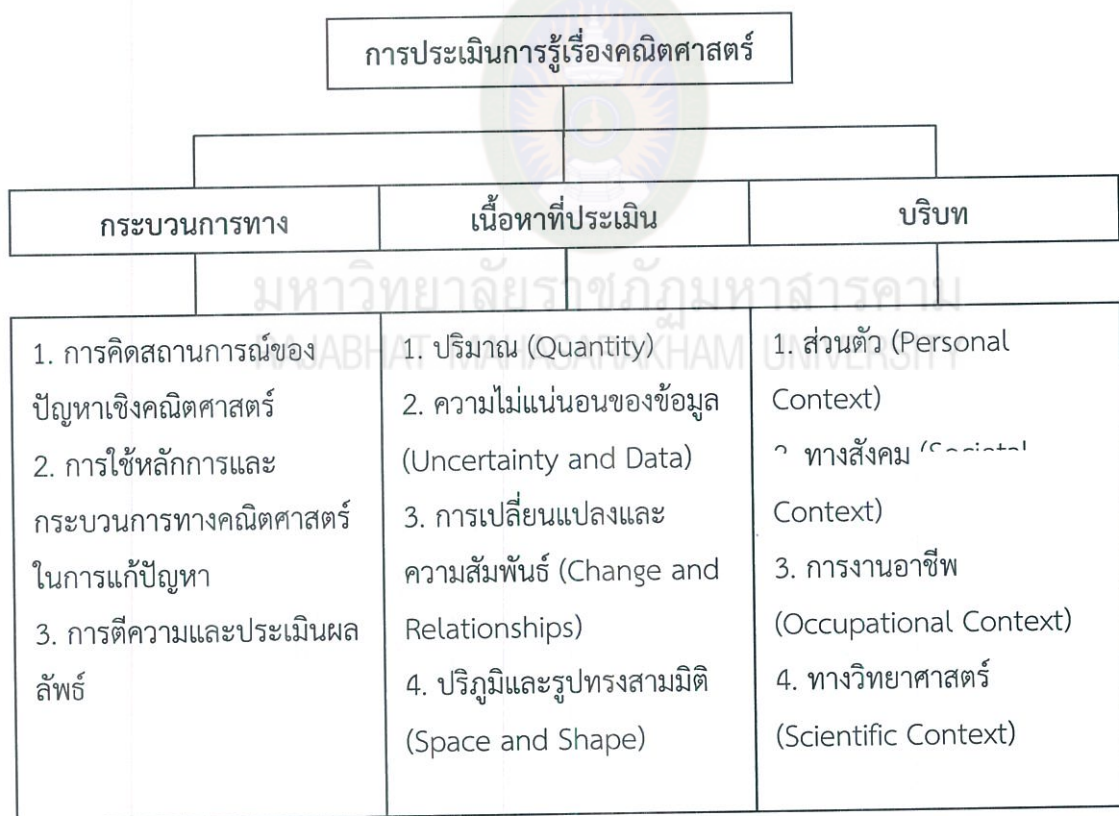 การประเมินการรู้เรื่องคณิตศาสตร์
กระบวนการทาง
เนื้อหาที่ประเมิน
บริบท
มหาวิทยาลัยราชภัฏมหาสารคาม
RAJABHAT MAHASARAKHAM UNIVERSITY
1. การคิดสถานการณ์ของ
ปัญหาเชิงคณิตศาสตร์
2. การใช้หลักการและ
กระบวนการทางคณิตศาสตร์
ในการแก้ปัญหา
3. การตีความและประเมินผล
ลัพธ์
1. ปริมาณ (Quantity)
2. ความไม่แน่นอนของข้อมูล
(Uncertainty and Data)
3. การเปลี่ยนแปลงและ
ความสัมพันธ์ (Change and
Relationships)
4. ปริภูมิและรูปทรงสามมิติ
(Space and Shape)
1. ส่วนตัว (Personal
Context)
ทางสังคม
Context)
3. การงานอาชีพ
(Occupational Context)
4. ทางวิทยาศาสตร์
(Scientific Context)